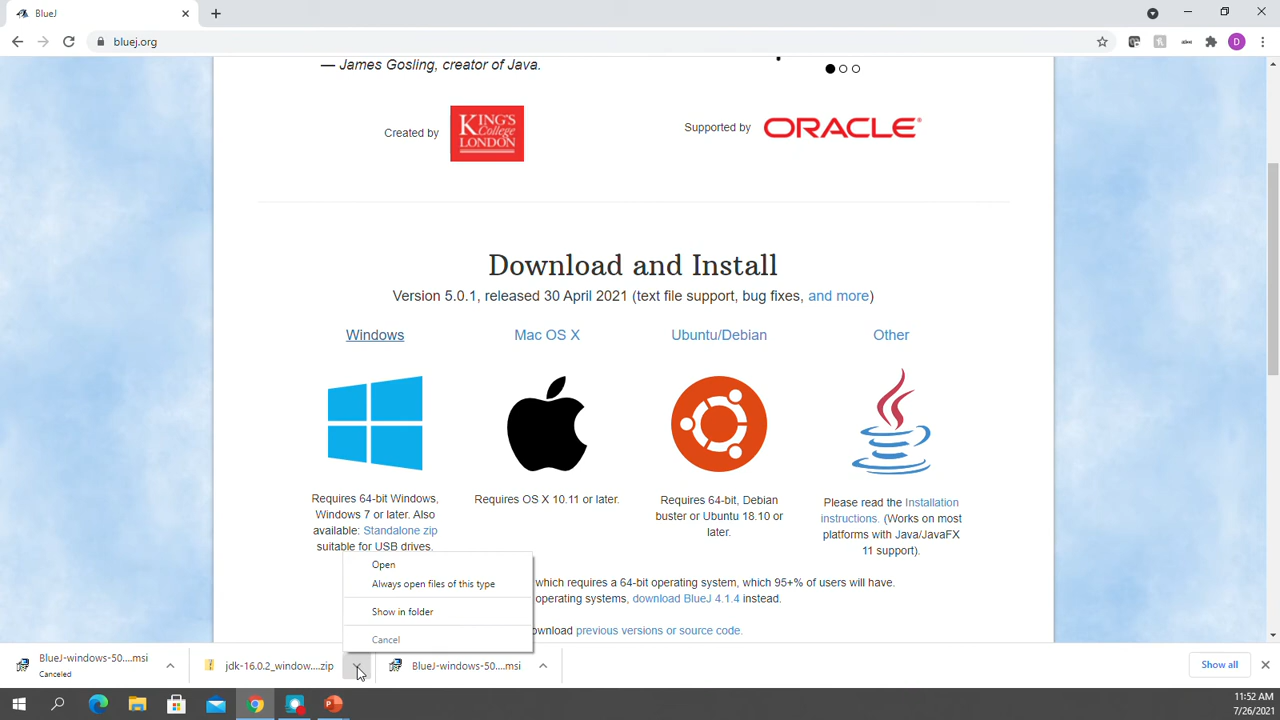 BlueJ
bluej.org
D
— James Gosling, creator of Java.
Created by
KING'S
College
LONDON
Supported by
ORACLE
Download and Install
Version 5.0.1, released 30 April 2021 (text file support, bug fixes, and more)
Windows
Mac OS X
Ubuntu/Debian
Other
Requires 64-bit Windows,
Windows 7 or later. Also
available: Standalone zip
suitable for USB drives.
Requires OS X 10.11 or later.
Requires 64-bit, Debian
buster or Ubuntu 18.10 or
later.
Please read the Installation
instructions. (Works on most
platforms with Java/JavaFX
11 support).
which requires a 64-bit operating system, which 95+% of users will have.
operating systems, download BlueJ 4.1.4 instead.
wnload previous versions or source code.
Open
Always open files of this type
Show in folder
Cancel
BlueJ-windows-50....msi
Canceled
jdk-16.0.2_window....zip
BlueJ-windows-50....msi
Show all
11:52 AM
7/26/2021